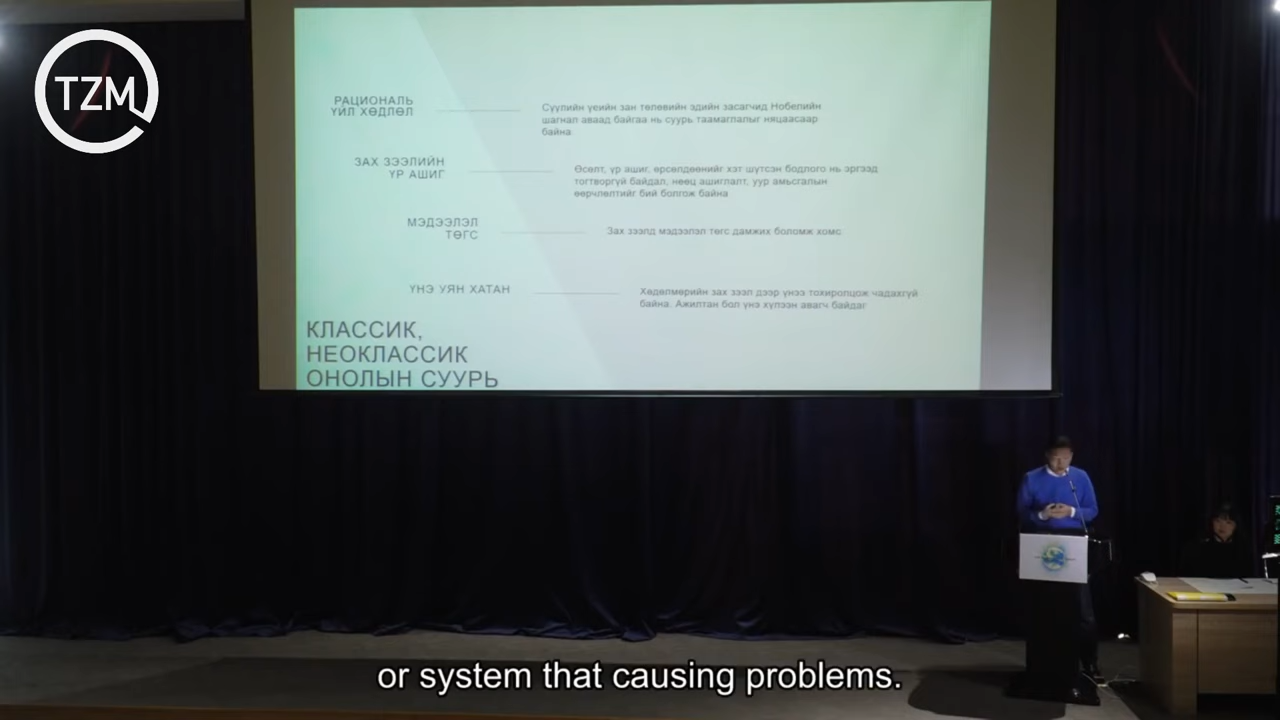 TZM
РАЦИОНАЛЬ
ҮЙЛ ХӨДЛӨЛ
Сүүлийн үеийн зан төлөвийн эдийн засагчид Нобелийн
шагнал аваад байгаа нь суурь таамаглалыг няцаасаар
байна.
ЗАХ ЗЭЭЛИЙН
ҮР АШИГ
Өсөлт, үр ашиг, өрсөлдөөнийг хэт шүтсэн бодлого нь эргээд
тогтворгүй байдал, нөөц ашиглалт, уур амьсгалын
өөрчлөлтийг бий болгож байна
МЭДЭЭЛЭЛ
ТӨГС
Зах зээлд мэдээлэл төгс дамжих боломж хомс
ҮНЭ УЯН ХАТАН
Хөдөлмөрийн зах зээл дээр үнээ тохиролцож чадахгүй
байна. Ажилтан бол үнэ хүлээн авагч байдаг
КЛАССИК,
НЕОКЛАССИК
ОНОЛЫН СУУРЬ
or system that causing problems.